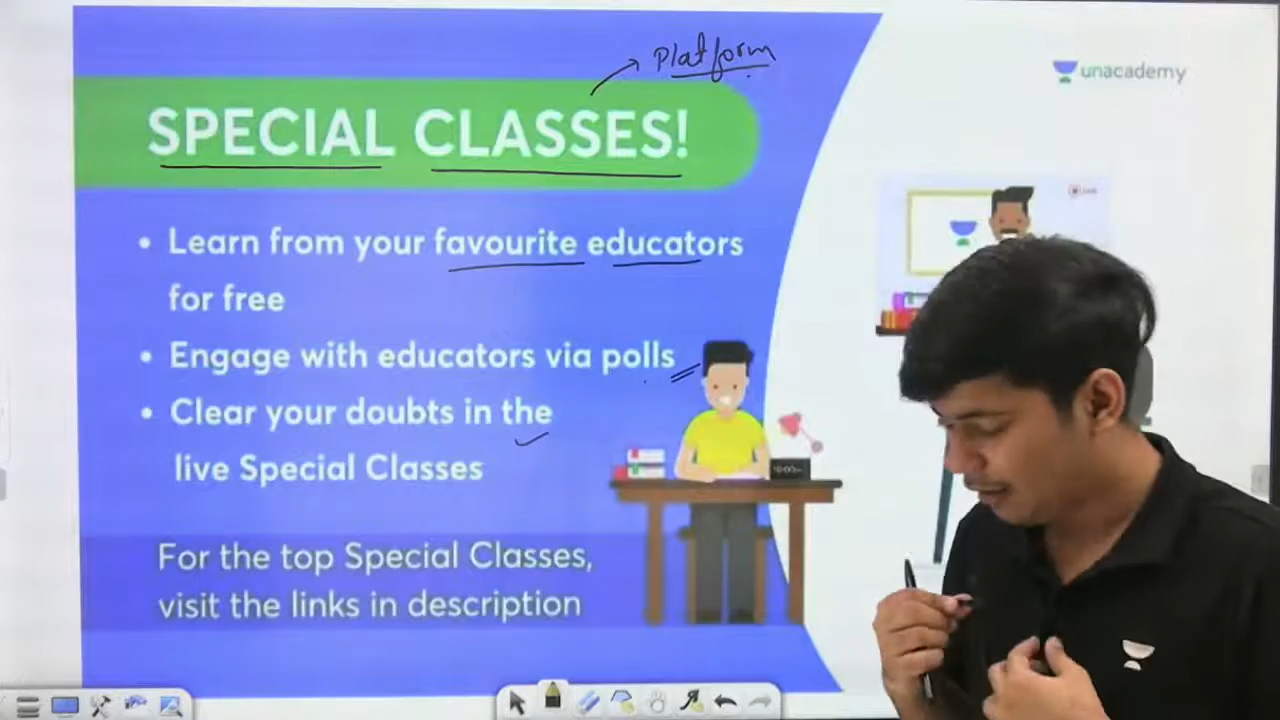 Platform
unacademy
SPECIAL CLASSES!
• Learn from your favourite educators
for free
• Engage with educators via polls
• Clear your doubts in the
live Special Classes
For the top Special Classes,
visit the links in description